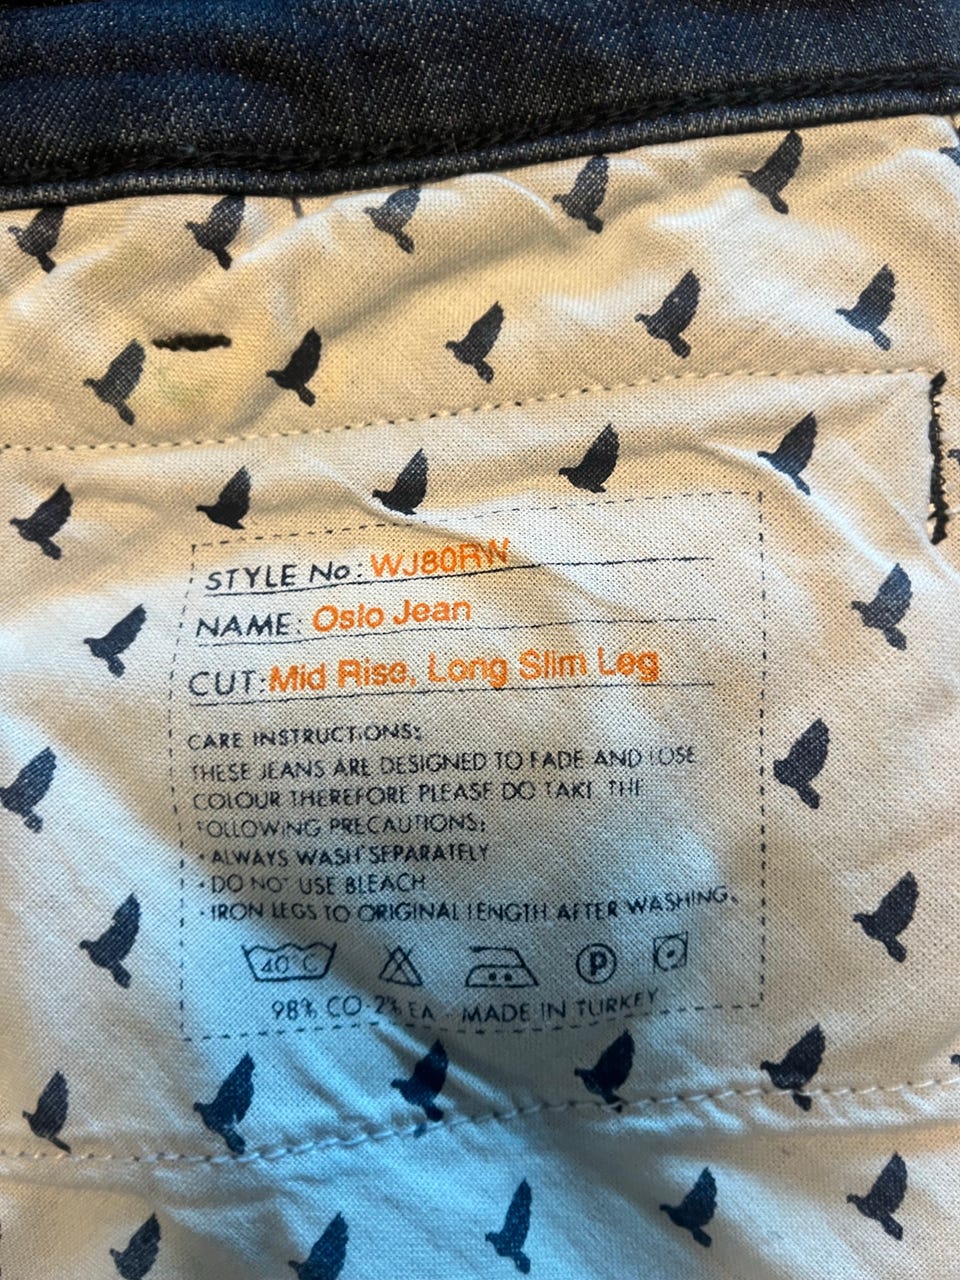 STYLE No: WJ80RW
NAME: Oslo Jean
CUT: Mid Rise, Long Slim Leg
CARE INSTRUCTIONS:
THESE JEANS ARE DESIGNED TO FADE AND LOSE
COLOUR THEREFORE PLEASE DO TAKE THE
FOLLOWING PRECAUTIONS:
• ALWAYS WASH SEPARATELY
• DO NOT USE BLEACH
• IRON LEGS TO ORIGINAL LENGTH AFTER WASHING.
40°C P
98% CO-2% EA - MADE IN TURKEY